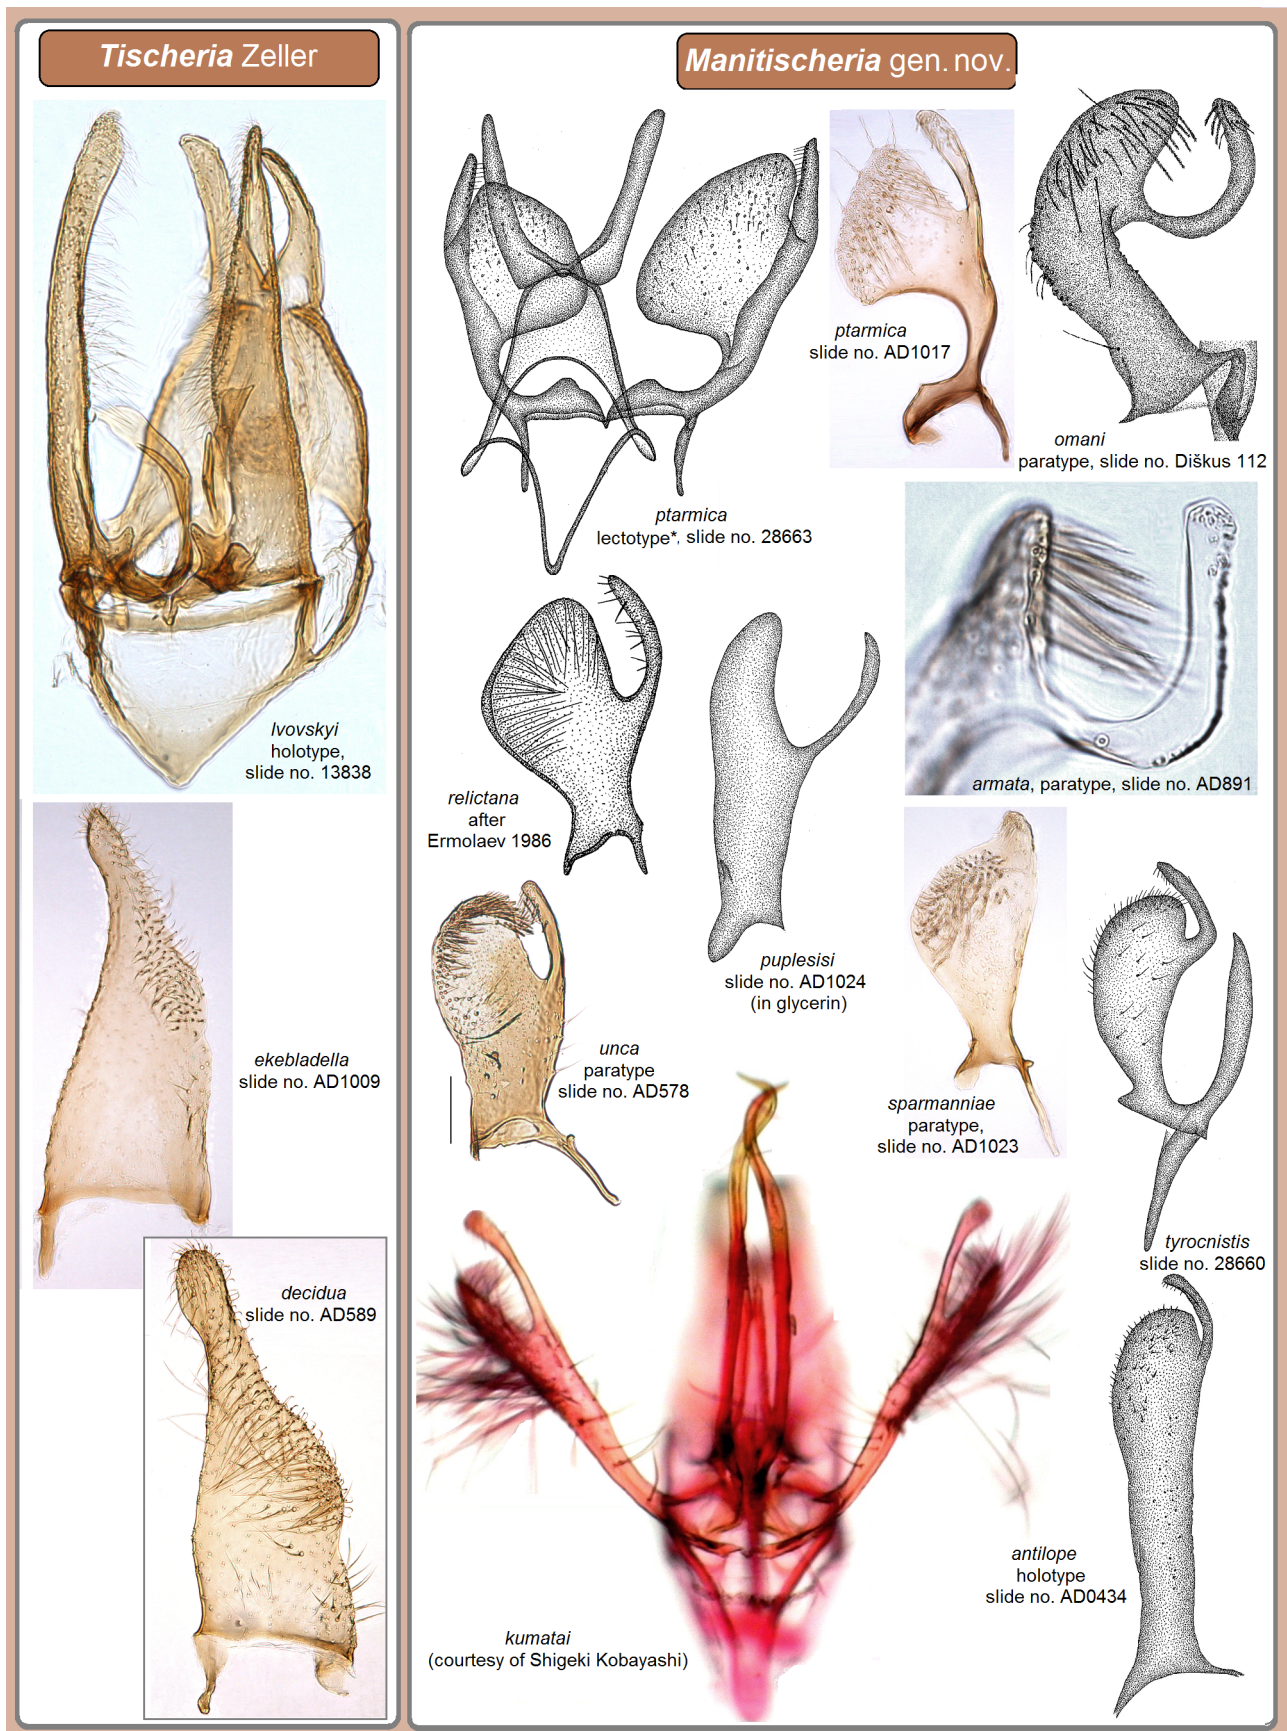 Tischeria Zeller
lvovskyi
holotype,
slide no. 13838
ekebladella
slide no. AD1009
decidua
slide no. AD589
Manitischeria gen. nov.
ptarmica
lectotype*, slide no. 28663
ptarmica
slide no. AD1017
omani
paratype, slide no. Diškus 112
armata, paratype, slide no. AD891
relictana
after
Ermolaev 1986
puplesisi
slide no. AD1024
(in glycerin)
unca
paratype
slide no. AD578
sparmanniae
paratype,
slide no. AD1023
tyrocnistis
slide no. 28660
antilope
holotype
slide no. AD0434
kumatai
(courtesy of Shigeki Kobayashi)